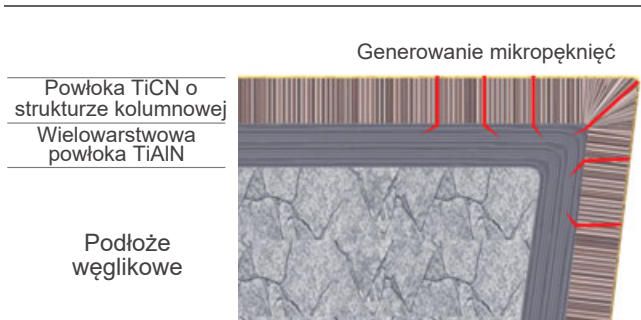 Generowanie mikropęknięć
Powłoka TiCN o
strukturze kolumnowej
Wielowarstwowa
powłoka TiAlN
Podłoże
węglikowe